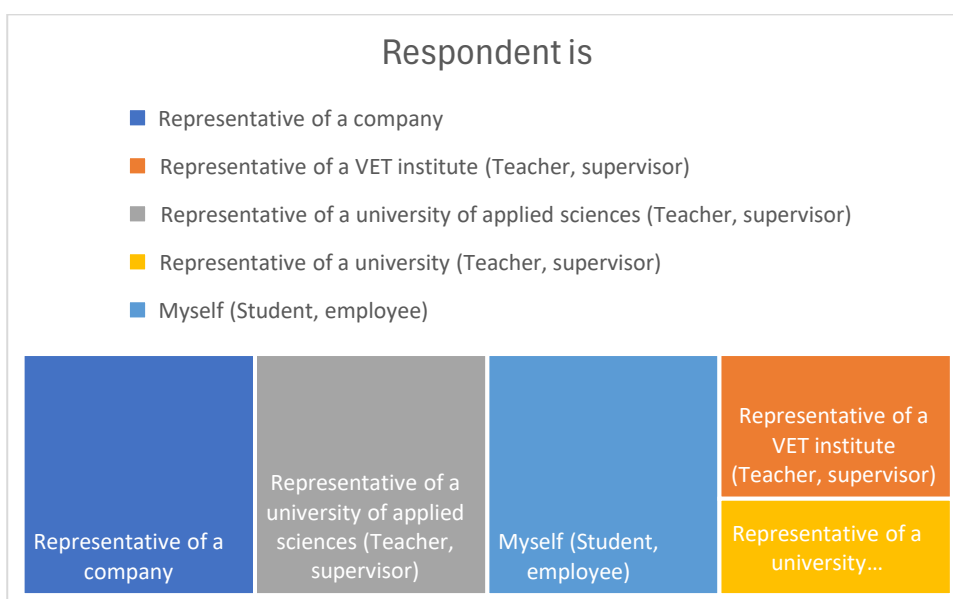 Respondent is
Representative of a company
Representative of a VET institute (Teacher, supervisor)
Representative of a university of applied sciences (Teacher, supervisor)
Representative of a university (Teacher, supervisor)
Myself (Student, employee)
Representative of a
company
Representative of a
university of applied
sciences (Teacher,
supervisor)
Myself (Student,
employee)
Representative of a
VET institute
(Teacher, supervisor)
Representative of a
university…